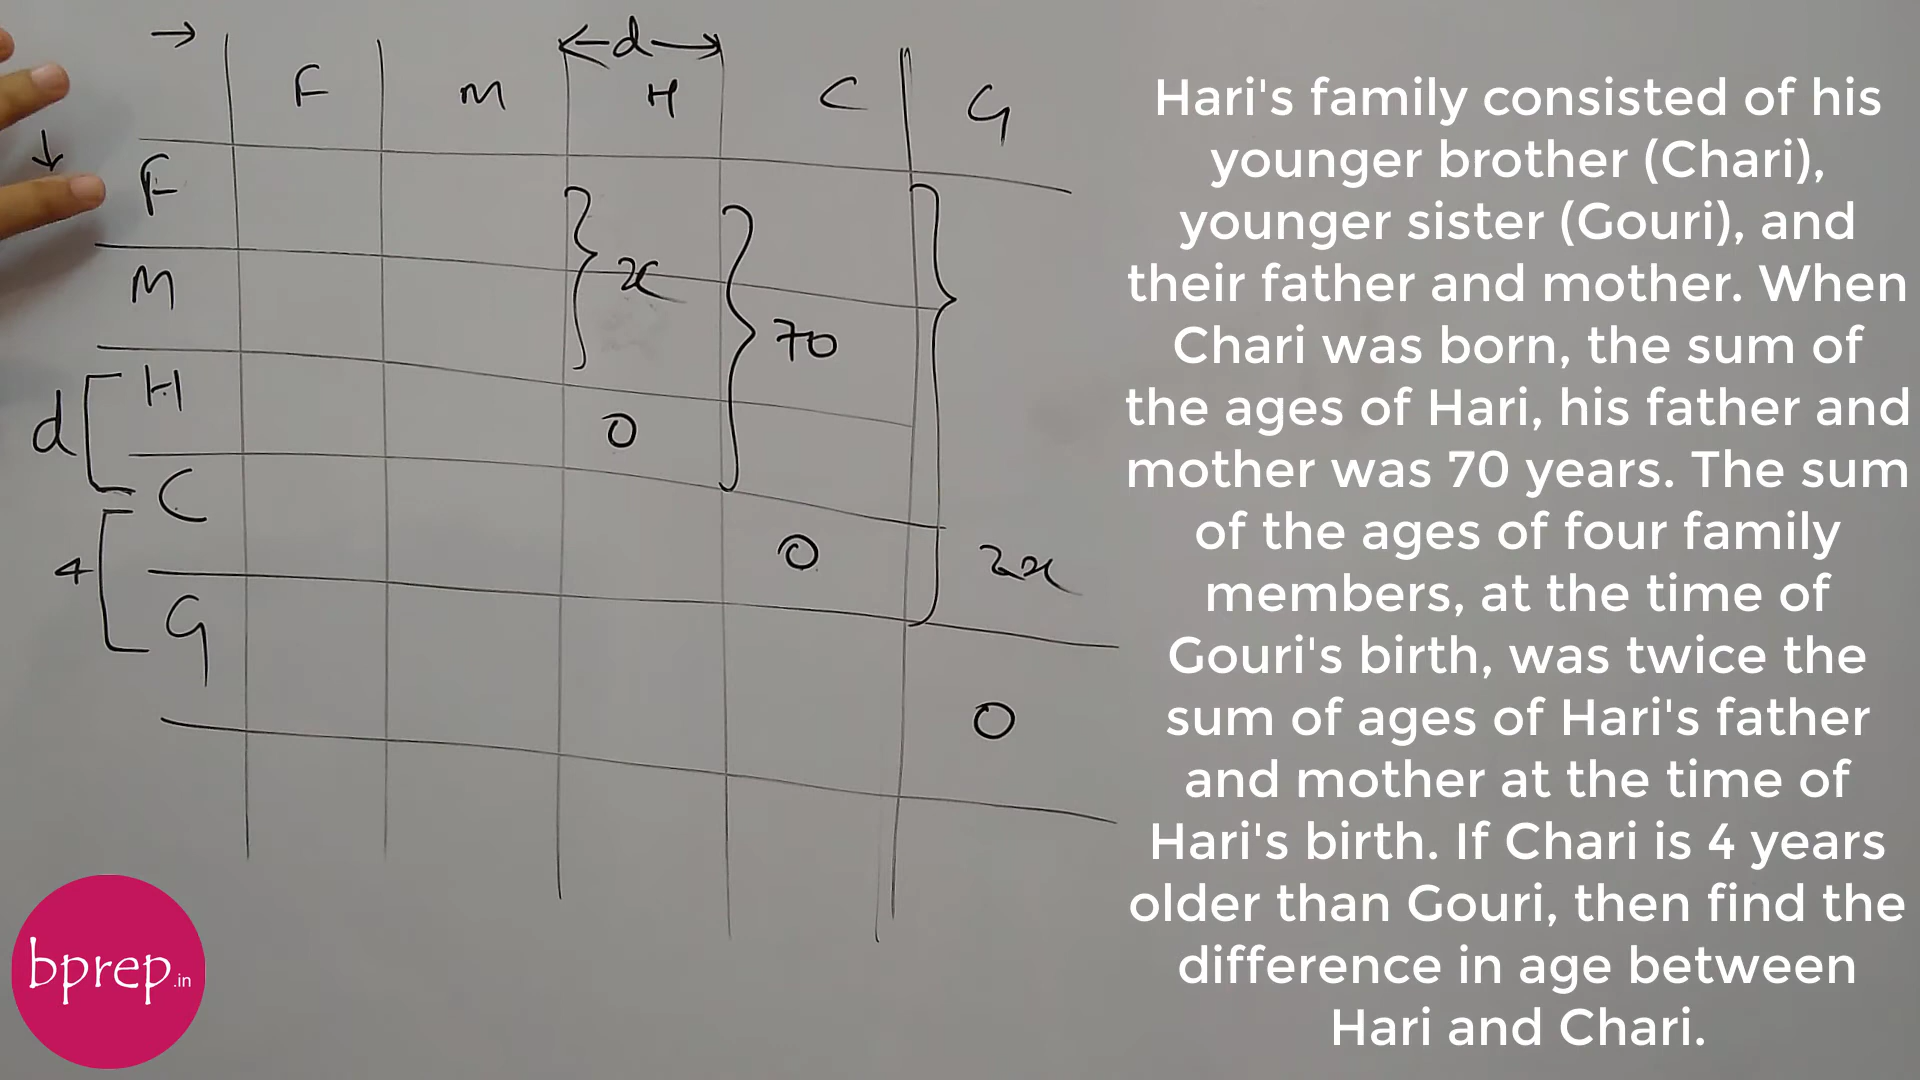 → ←d→
F M H C G
↓
F
M x
70
H
d 0
C
0 2x
4
G
0
Hari's family consisted of his
younger brother (Chari),
younger sister (Gouri), and
their father and mother. When
Chari was born, the sum of
the ages of Hari, his father and
mother was 70 years. The sum
of the ages of four family
members, at the time of
Gouri's birth, was twice the
sum of ages of Hari's father
and mother at the time of
Hari's birth. If Chari is 4 years
older than Gouri, then find the
difference in age between
Hari and Chari.
bprep.in